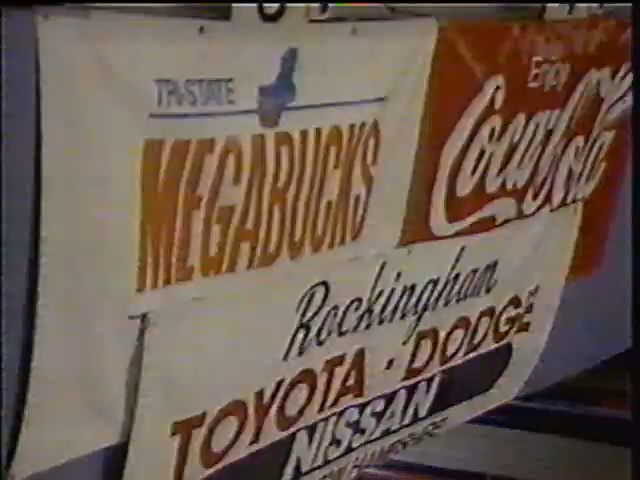 TRI-STATE
MEGABUCKS
Enjoy
Coca-Cola
Rockingham
TOYOTA · DODGE
NISSAN